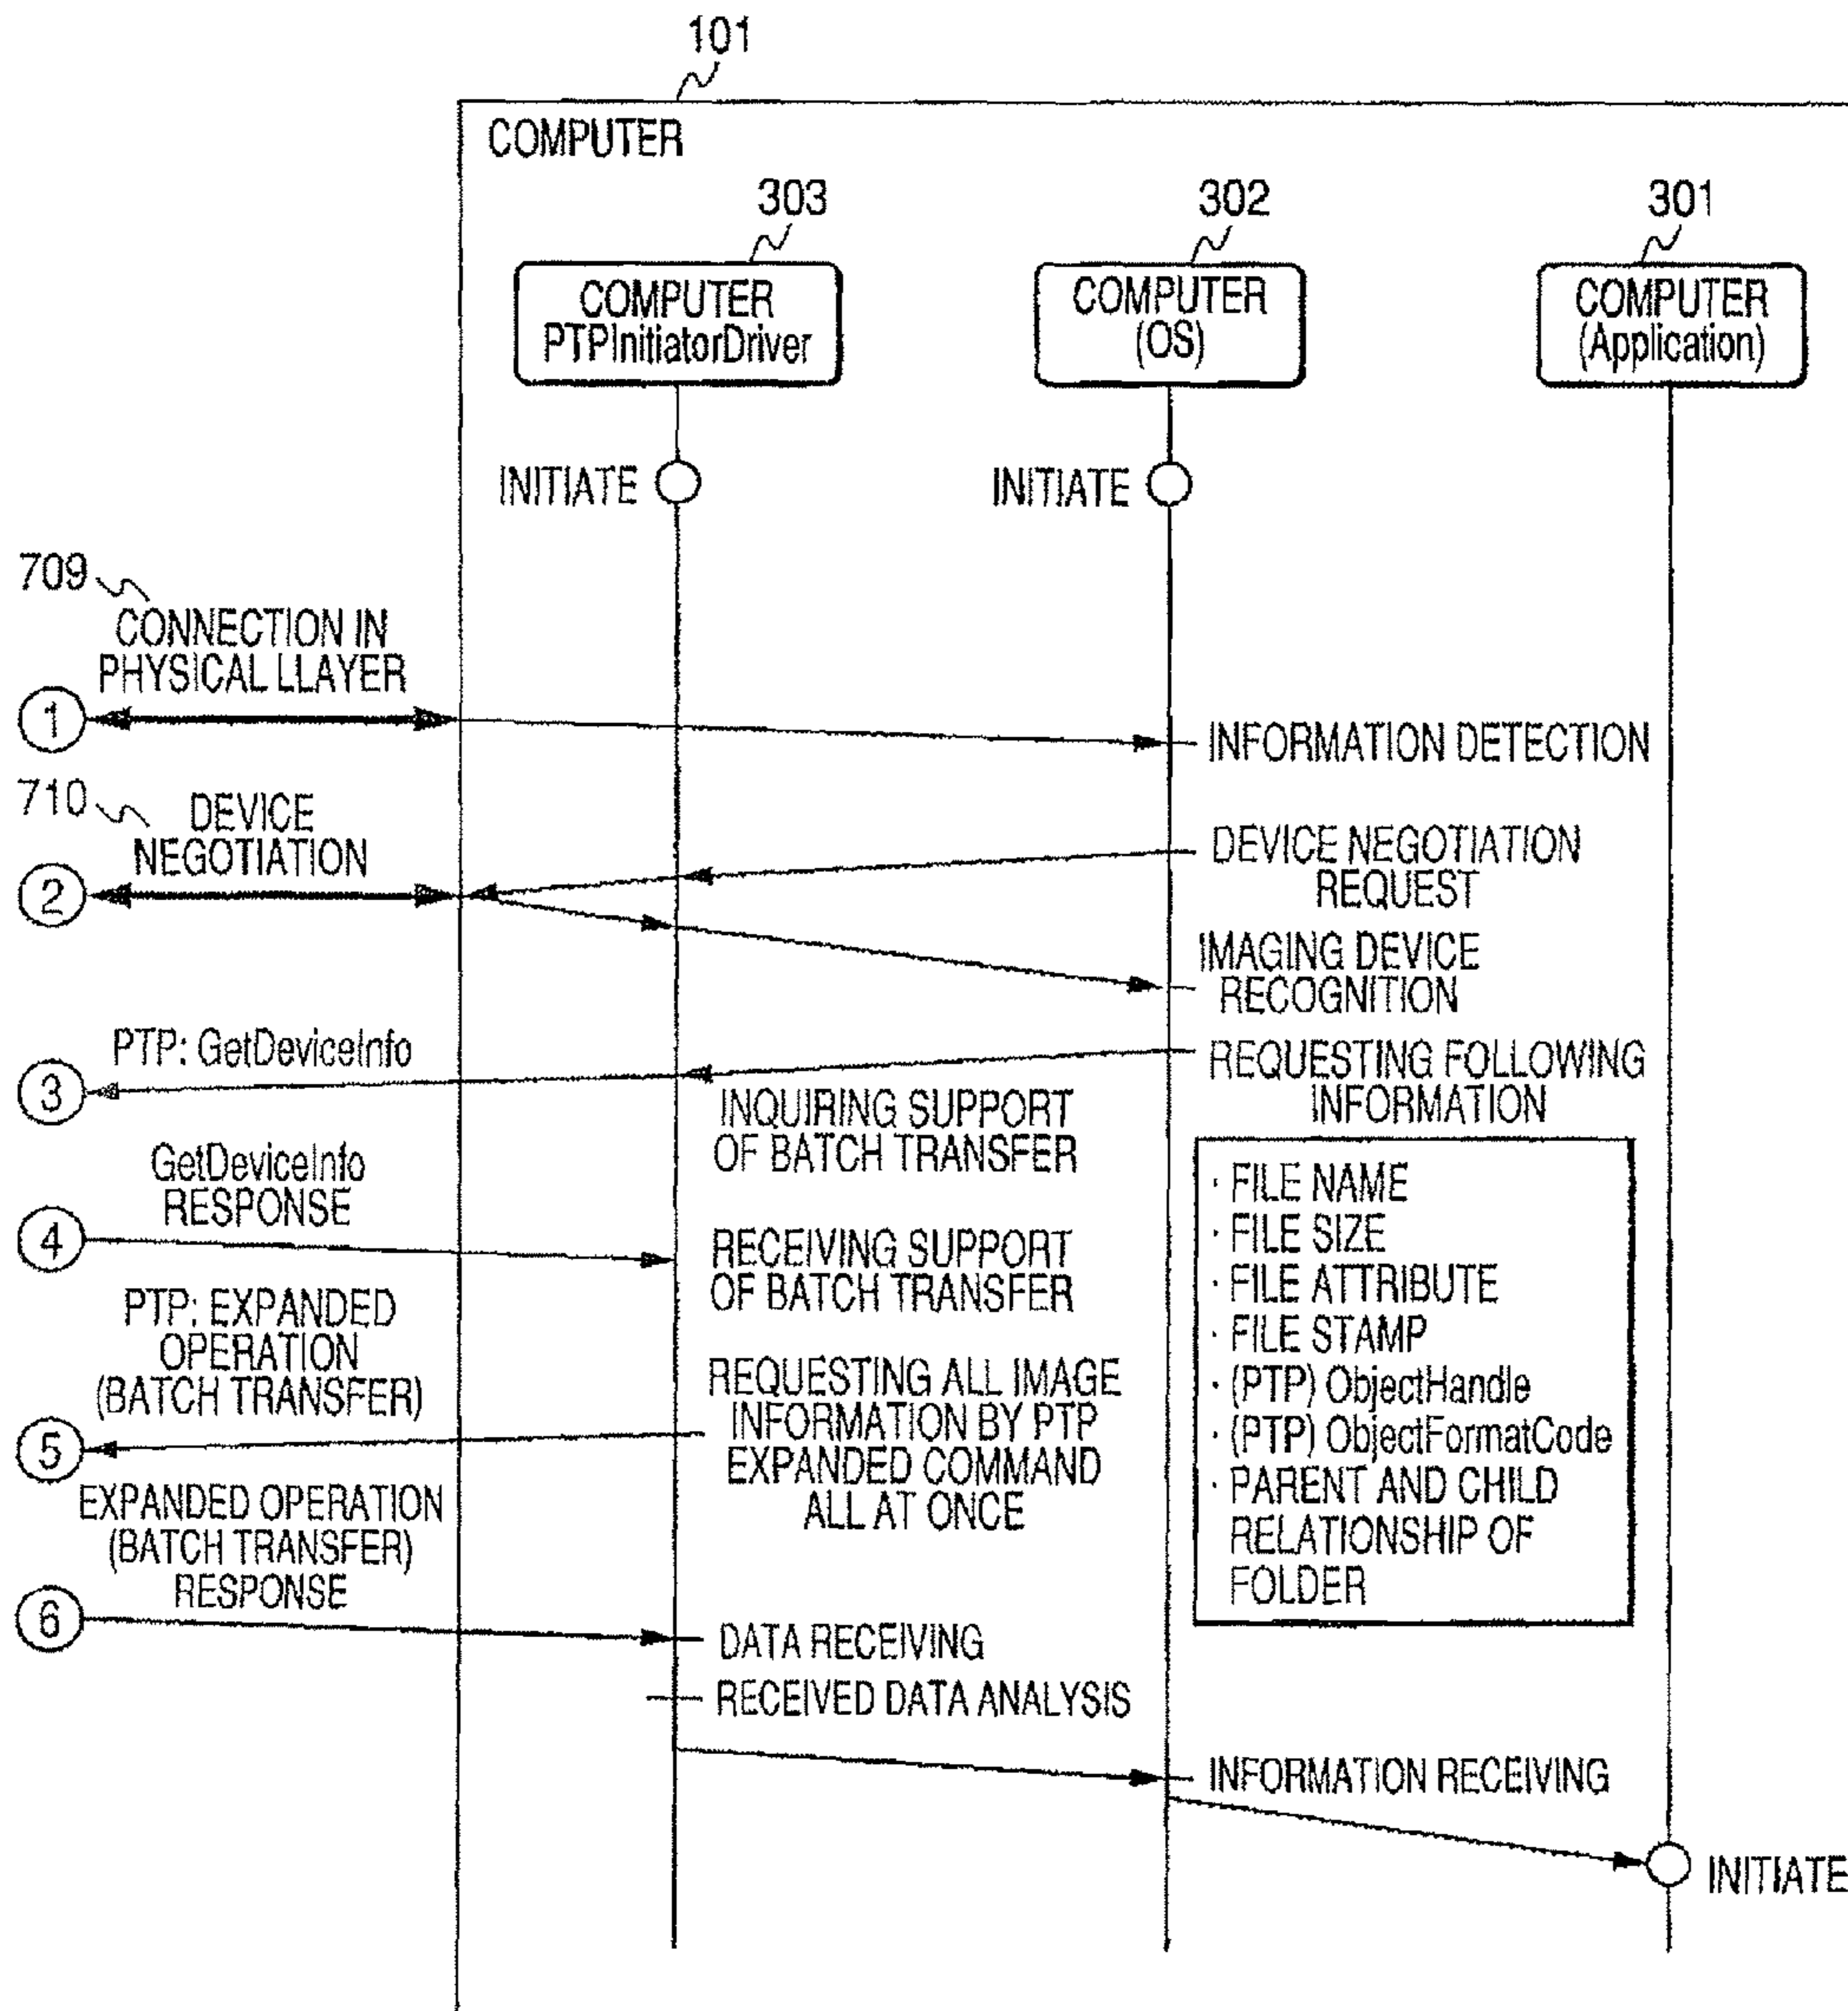 101
COMPUTER
303
302
301
COMPUTER
PTPInitiatorDriver
COMPUTER
(OS)
COMPUTER
(Application)
INITIATE
INITIATE
709
CONNECTION IN
PHYSICAL LLAYER
1
INFORMATION DETECTION
710
DEVICE
NEGOTIATION
2
DEVICE NEGOTIATION
REQUEST
IMAGING DEVICE
RECOGNITION
PTP: GetDeviceInfo
3
REQUESTING FOLLOWING
INFORMATION
INQUIRING SUPPORT
OF BATCH TRANSFER
GetDeviceInfo
RESPONSE
4
RECEIVING SUPPORT
OF BATCH TRANSFER
· FILE NAME
· FILE SIZE
· FILE ATTRIBUTE
· FILE STAMP
· (PTP) ObjectHandle
· (PTP) ObjectFormatCode
· PARENT AND CHILD
RELATIONSHIP OF
FOLDER
PTP: EXPANDED
OPERATION
(BATCH TRANSFER)
5
REQUESTING ALL IMAGE
INFORMATION BY PTP
EXPANDED COMMAND
ALL AT ONCE
EXPANDED OPERATION
(BATCH TRANSFER)
RESPONSE
6
DATA RECEIVING
RECEIVED DATA ANALYSIS
INFORMATION RECEIVING
INITIATE